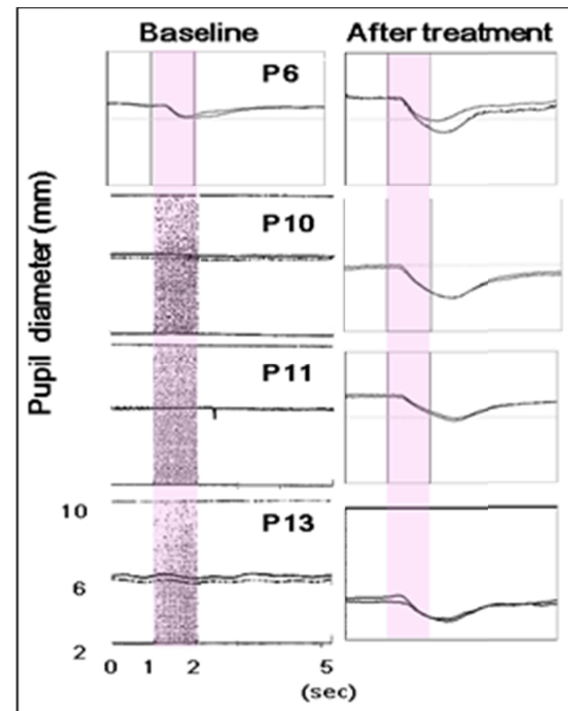 Baseline
After treatment
P6
P10
P11
P13
Pupil diameter (mm)
10
6
2
0 1 2 5
(sec)